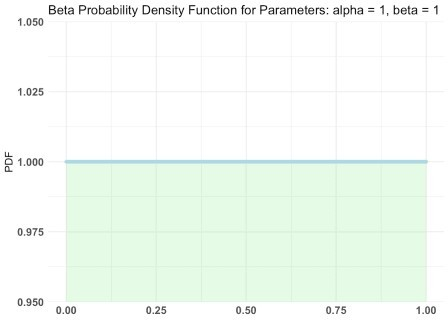 Beta Probability Density Function for Parameters: alpha = 1, beta = 1
1.050
1.025
1.000
0.975
0.950
PDF
0.00 0.25 0.50 0.75 1.00